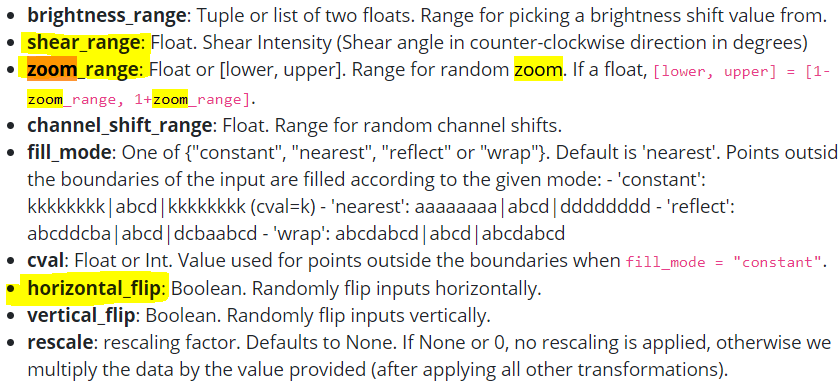 • brightness_range: Tuple or list of two floats. Range for picking a brightness shift value from.
• shear_range: Float. Shear Intensity (Shear angle in counter-clockwise direction in degrees)
• zoom_range: Float or [lower, upper]. Range for random zoom. If a float, [lower, upper] = [1-
zoom_range, 1+zoom_range].
• channel_shift_range: Float. Range for random channel shifts.
• fill_mode: One of {"constant", "nearest", "reflect" or "wrap"}. Default is 'nearest'. Points outsid
the boundaries of the input are filled according to the given mode: - 'constant':
kkkkkkkk|abcd|kkkkkkkk (cval=k) - 'nearest': aaaaaaaa|abcd|dddddddd - 'reflect':
abcddcba|abcd|dcbaabcd - 'wrap': abcdabcd|abcd|abcdabcd
• cval: Float or Int. Value used for points outside the boundaries when fill_mode = "constant".
• horizontal_flip: Boolean. Randomly flip inputs horizontally.
• vertical_flip: Boolean. Randomly flip inputs vertically.
• rescale: rescaling factor. Defaults to None. If None or 0, no rescaling is applied, otherwise we
multiply the data by the value provided (after applying all other transformations).